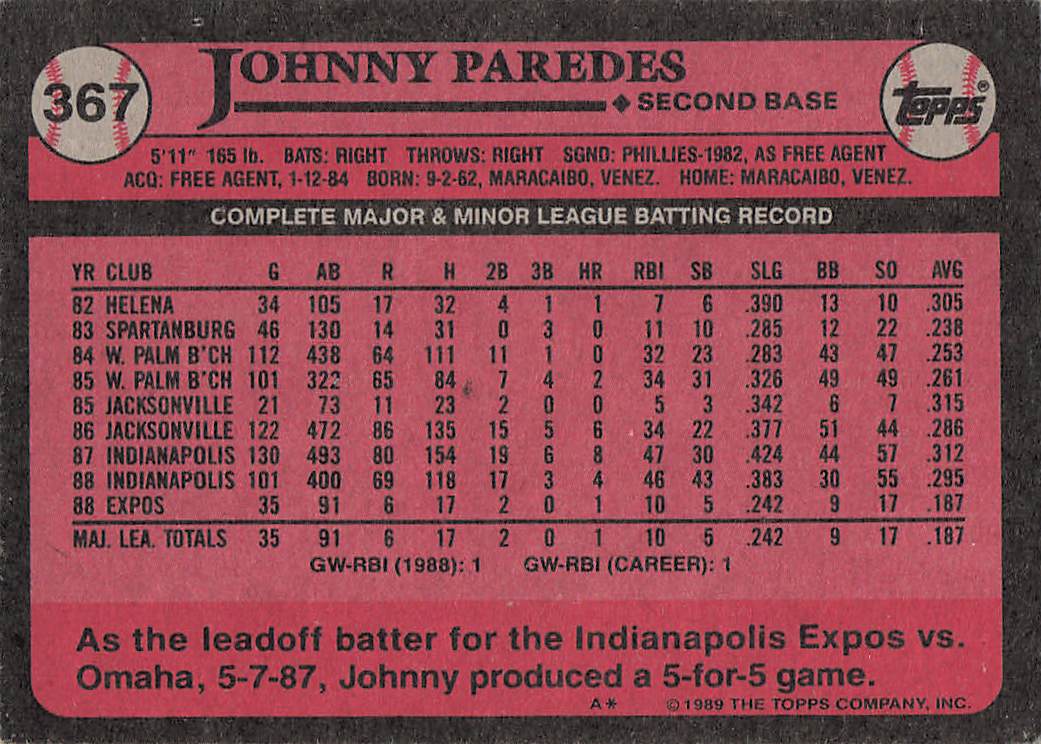 367
JOHNNY PAREDES
◆ SECOND BASE
topps®
5'11" 165 lb. BATS: RIGHT THROWS: RIGHT SGND: PHILLIES-1982, AS FREE AGENT
ACQ: FREE AGENT, 1-12-84 BORN: 9-2-62, MARACAIBO, VENEZ. HOME: MARACAIBO, VENEZ.
COMPLETE MAJOR & MINOR LEAGUE BATTING RECORD
YR CLUB G AB R H 2B 3B HR RBI SB SLG BB SO AVG
82 HELENA 34 105 17 32 4 1 1 7 6 .390 13 10 .305
83 SPARTANBURG 46 130 14 31 0 3 0 11 10 .285 12 22 .238
84 W. PALM B'CH 112 438 64 111 11 1 0 32 23 .283 43 47 .253
85 W. PALM B'CH 101 322 65 84 7 4 2 34 31 .326 49 49 .261
85 JACKSONVILLE 21 73 11 23 2 0 0 5 3 .342 6 7 .315
86 JACKSONVILLE 122 472 86 135 15 5 6 34 22 .377 51 44 .286
87 INDIANAPOLIS 130 493 80 154 19 6 8 47 30 .424 44 57 .312
88 INDIANAPOLIS 101 400 69 118 17 3 4 46 43 .383 30 55 .295
88 EXPOS 35 91 6 17 2 0 1 10 5 .242 9 17 .187
MAJ. LEA. TOTALS 35 91 6 17 2 0 1 10 5 .242 9 17 .187
GW-RBI (1988): 1 GW-RBI (CAREER): 1
As the leadoff batter for the Indianapolis Expos vs.
Omaha, 5-7-87, Johnny produced a 5-for-5 game.
A* © 1989 THE TOPPS COMPANY, INC.